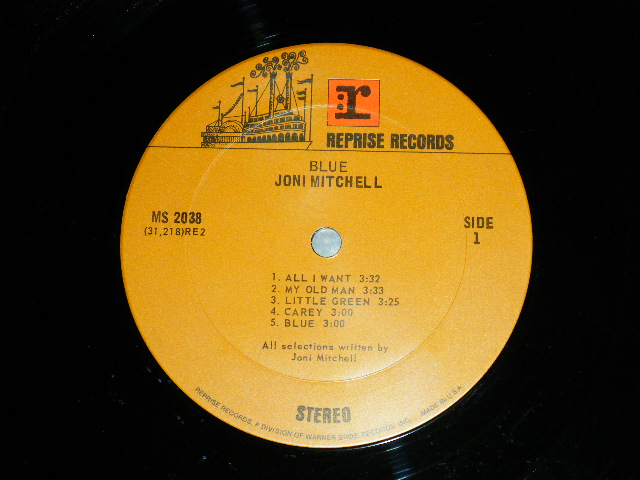 r
REPRISE RECORDS
BLUE
JONI MITCHELL
MS 2038
(31,218)RE2
SIDE
1
1. ALL I WANT 3:32
2. MY OLD MAN 3:33
3. LITTLE GREEN 3:25
4. CAREY 3:00
5. BLUE 3:00
All selections written by
Joni Mitchell
STEREO
REPRISE RECORDS, A DIVISION OF WARNER BROS. RECORDS, INC. MADE IN U.S.A.